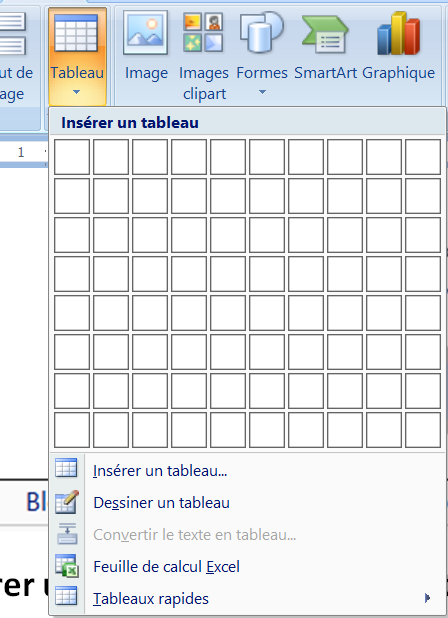 ut de
age
Tableau
Image
Images
clipart
Formes
SmartArt
Graphique
Insérer un tableau
1
Insérer un tableau...
Dessiner un tableau
Convertir le texte en tableau...
Feuille de calcul Excel
Tableaux rapides
Bl
rer